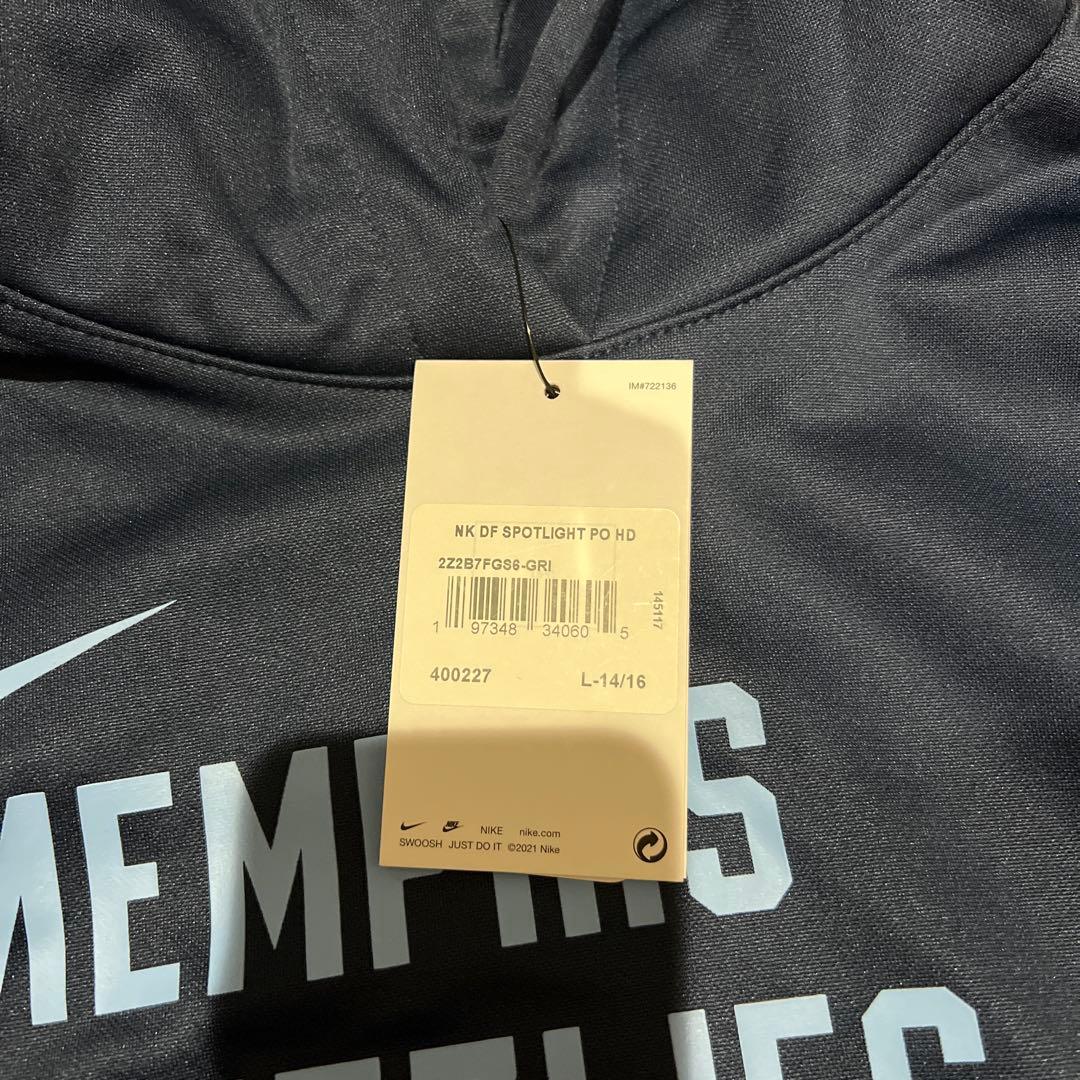 IM#722136
NK DF SPOTLIGHT PO HD
2Z2B7FGS6-GRI
145117
1 97348 34060 5
400227 L-14/16
NIKE nike.com
SWOOSH JUST DO IT ©2021 Nike
MEMPHIS